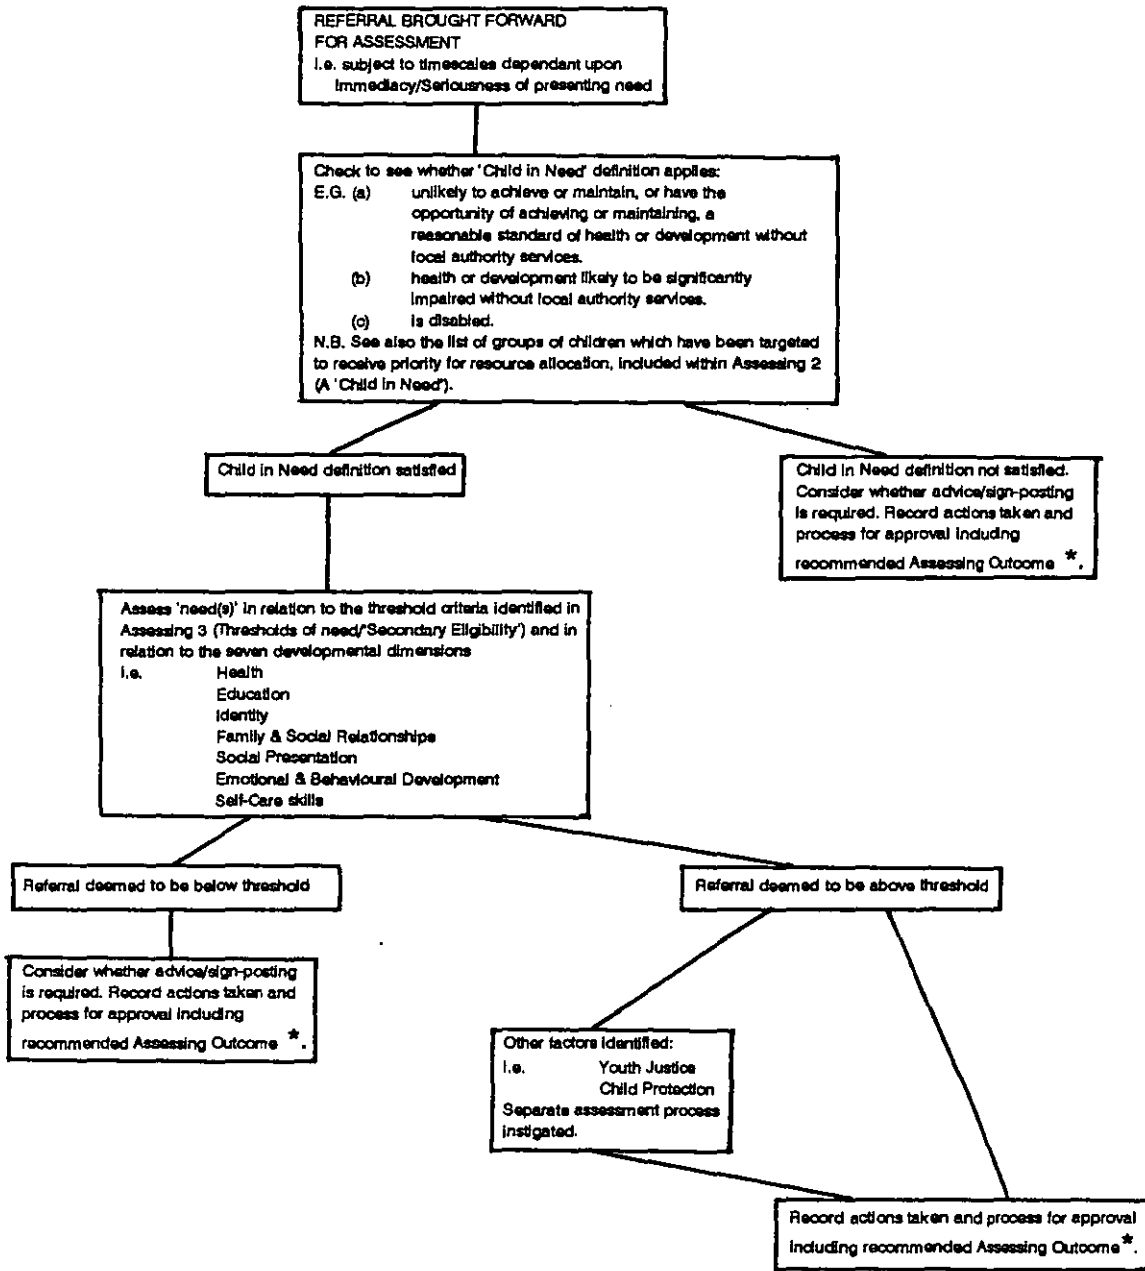 REFERRAL BROUGHT FORWARD
FOR ASSESSMENT
i.e. subject to timescales dependant upon
Immediacy/Seriousness of presenting need
Check to see whether 'Child in Need' definition applies:
E.G. (a) unlikely to achieve or maintain, or have the
opportunity of achieving or maintaining, a
reasonable standard of health or development without
local authority services.
(b) health or development likely to be significantly
impaired without local authority services.
(c) is disabled.
N.B. See also the list of groups of children which have been targeted
to receive priority for resource allocation, included within Assessing 2
(A 'Child in Need').
Child in Need definition satisfied
Child in Need definition not satisfied.
Consider whether advice/sign-posting
is required. Record actions taken and
process for approval including
recommended Assessing Outcome *.
Assess 'need(s)' in relation to the threshold criteria identified in
Assessing 3 (Thresholds of need/'Secondary Eligibility') and in
relation to the seven developmental dimensions
i.e. Health
Education
Identity
Family & Social Relationships
Social Presentation
Emotional & Behavioural Development
Self-Care skills
Referral deemed to be below threshold
Referral deemed to be above threshold
Consider whether advice/sign-posting
is required. Record actions taken and
process for approval including
recommended Assessing Outcome *.
Other factors identified:
i.e. Youth Justice
Child Protection
Separate assessment process
instigated.
Record actions taken and process for approval
including recommended Assessing Outcome *.